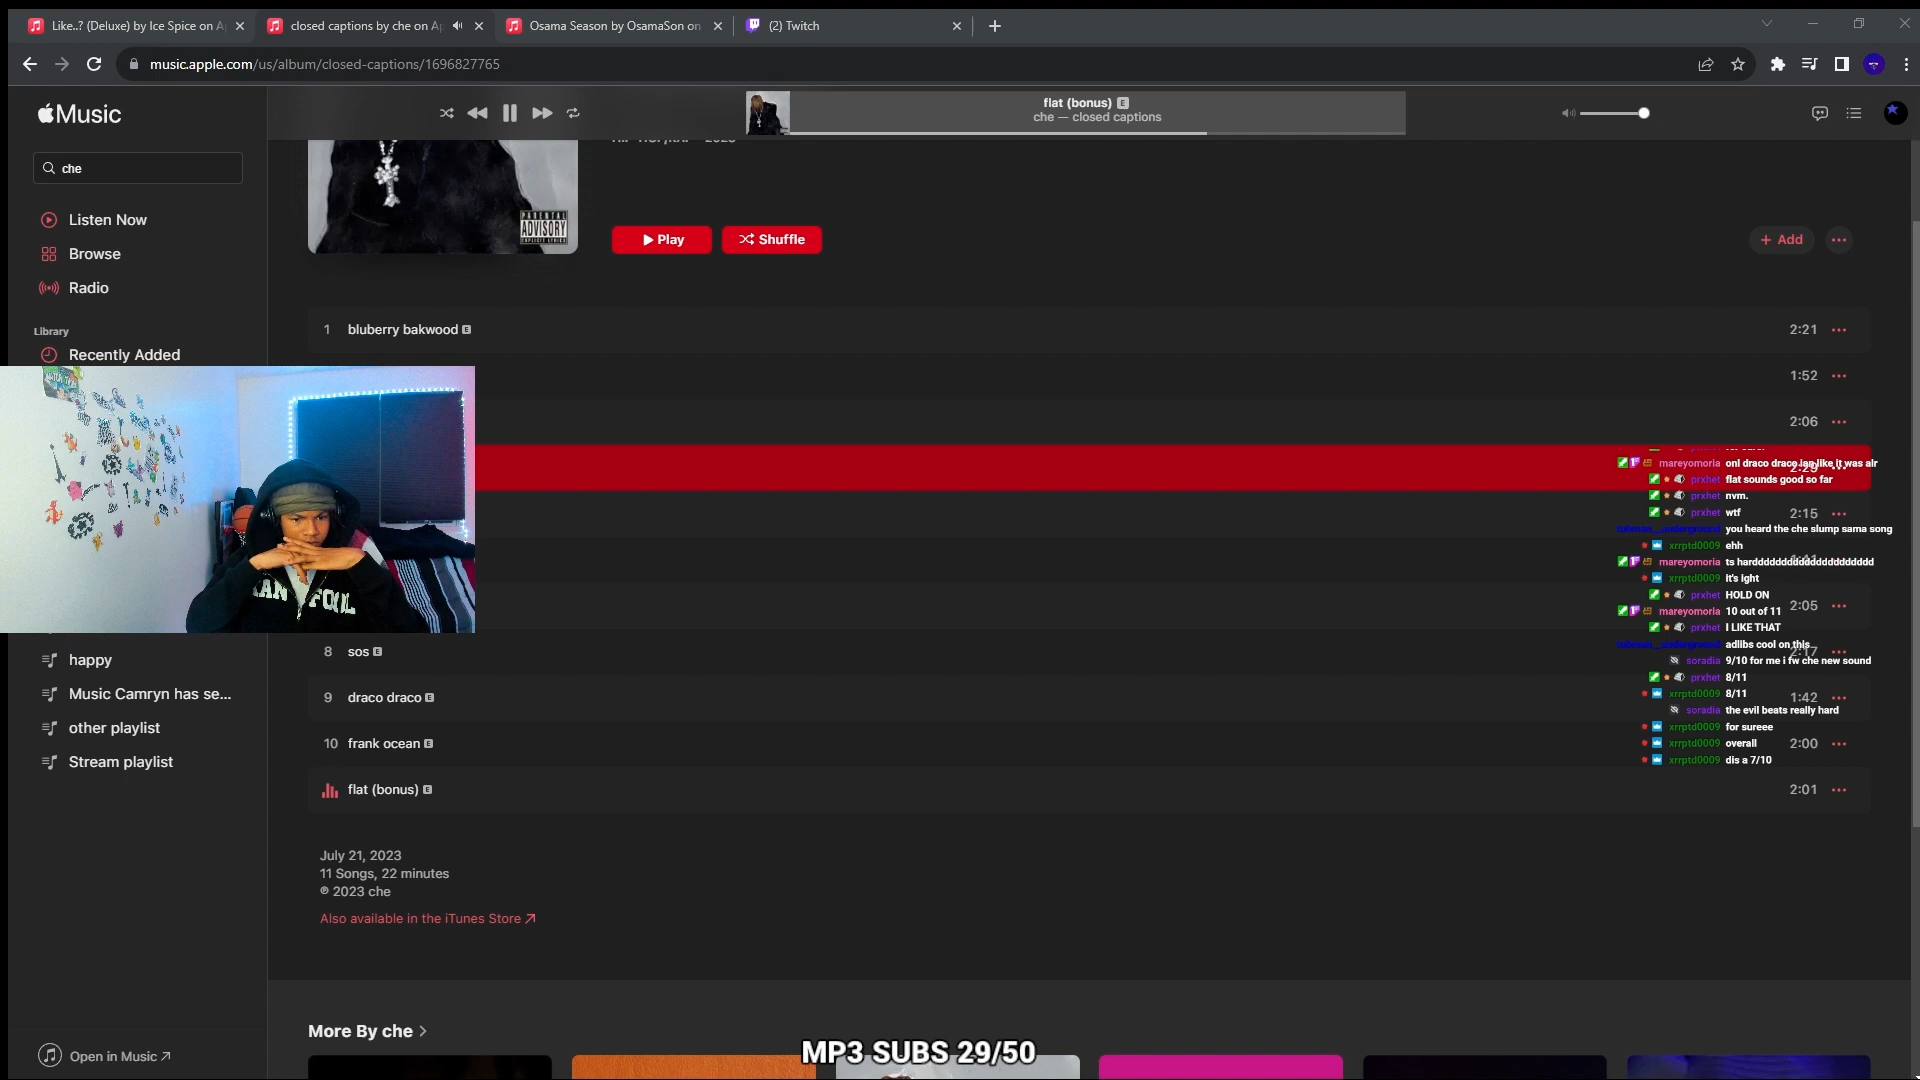 Like..? (Deluxe) by Ice Spice on A
closed captions by che on Ap
Osama Season by OsamaSon on
(2) Twitch
music.apple.com/us/album/closed-captions/1696827765
Music
flat (bonus) E
che — closed captions
che
PARENTAL
ADVISORY
EXPLICIT LYRICS
Listen Now
Play
Shuffle
+ Add
Browse
Radio
Library
Recently Added
1 bluberry bakwood E 2:21
1:52
2:06
mareyomoria onl draco draco ian like it was alr
prxhet flat sounds good so far
prxhet nvm.
prxhet wtf
2:15
you heard the che slump sama song
xrrptd0009 ehh
mareyomoria ts harddddddddddddddddddddddd
xrrptd0009 it's ight
prxhet HOLD ON
mareyomoria 10 out of 11
2:05
prxhet I LIKE THAT
adlibs cool on this
8 sos E 2:17
soradia 9/10 for me i fw che new sound
prxhet 8/11
xrrptd0009 8/11
9 draco draco E 1:42
soradia the evil beats really hard
xrrptd0009 for sureee
xrrptd0009 overall
10 frank ocean E 2:00
xrrptd0009 dis a 7/10
flat (bonus) E 2:01
happy
Music Camryn has se...
other playlist
Stream playlist
July 21, 2023
11 Songs, 22 minutes
℗ 2023 che
Also available in the iTunes Store
More By che
Open in Music
MP3 SUBS 29/50